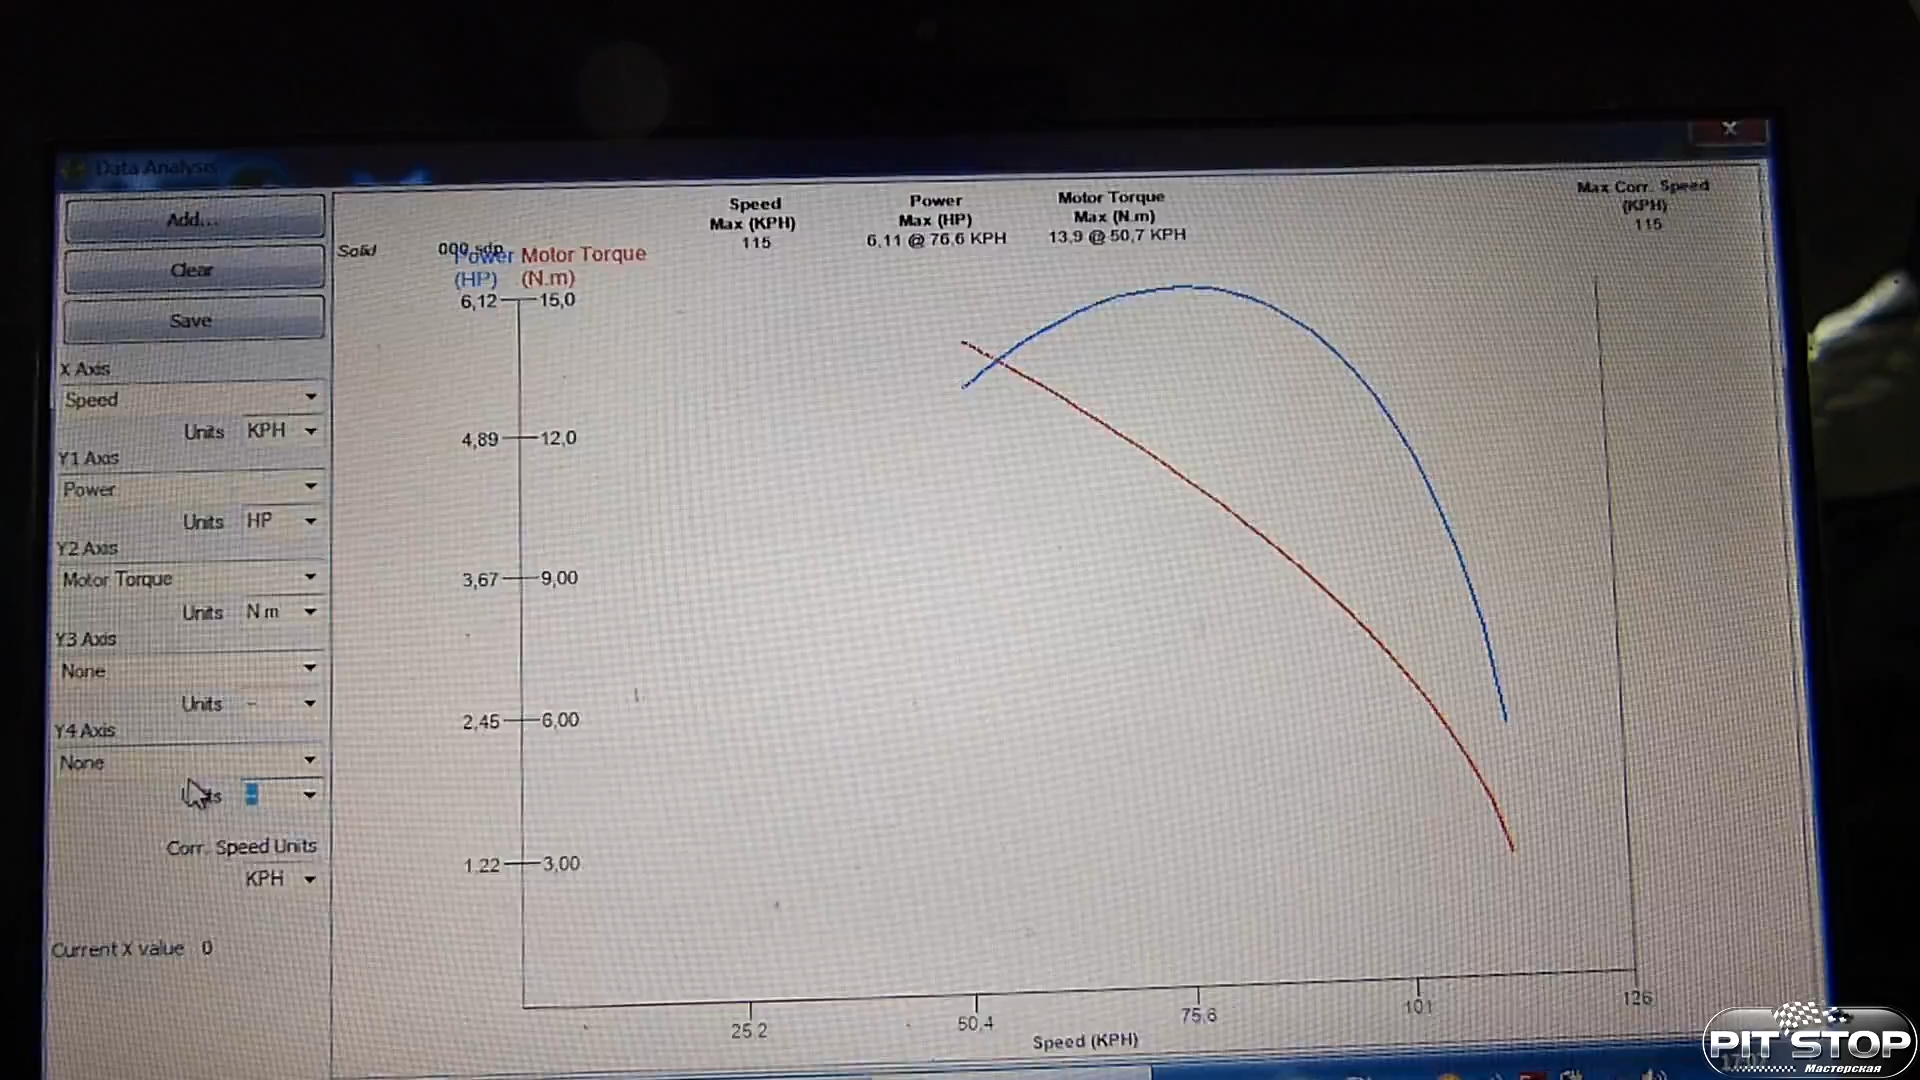 Data Analysis
Add...
Clear
Save
X Axis
Speed
Units KPH
Y1 Axis
Power
Units HP
Y2 Axis
Motor Torque
Units N m
Y3 Axis
None
Units -
Y4 Axis
None
Corr. Speed Units
KPH
Current X value 0
Solid
000.sdp
Speed
Max (KPH)
115
Power
Max (HP)
6,11 @ 76,6 KPH
Motor Torque
Max (N.m)
13,9 @ 50,7 KPH
Max Corr. Speed
(KPH)
115
Power Motor Torque
(HP) (N.m)
6,12 15,0
4,89 12,0
3,67 9,00
2,45 6,00
1,22 3,00
25,2 50,4 75,6 101 126
Speed (KPH)
PIT STOP
Мастерская